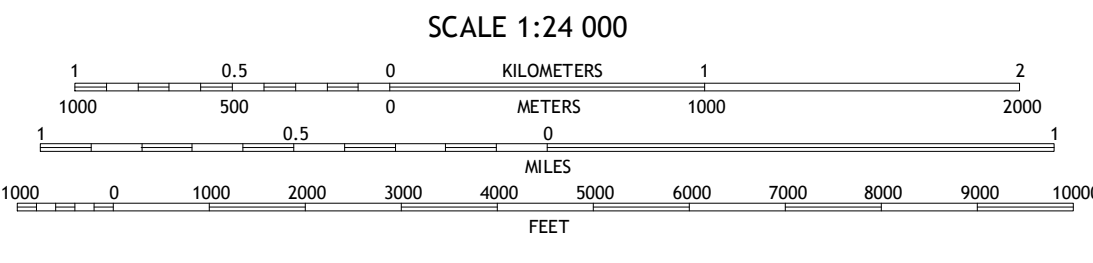 SCALE 1:24 000
1 0.5 0 KILOMETERS 1 2
1000 500 0 METERS 1000 2000
1 0.5 0 1
MILES
1000 0 1000 2000 3000 4000 5000 6000 7000 8000 9000 10000
FEET